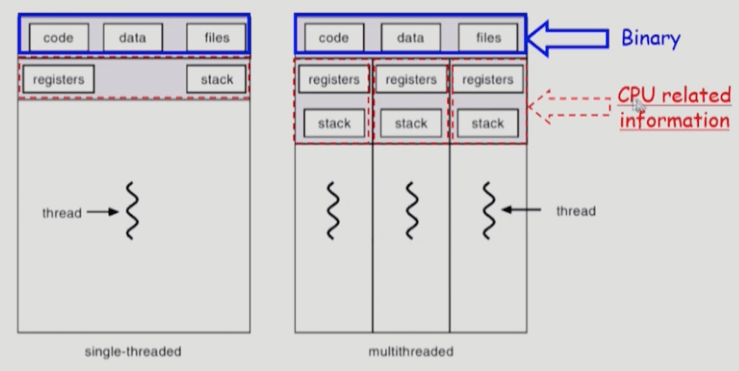 code data files
registers stack
thread
single-threaded
code data files
registers registers registers
stack stack stack
thread
multithreaded
Binary
CPU related
information